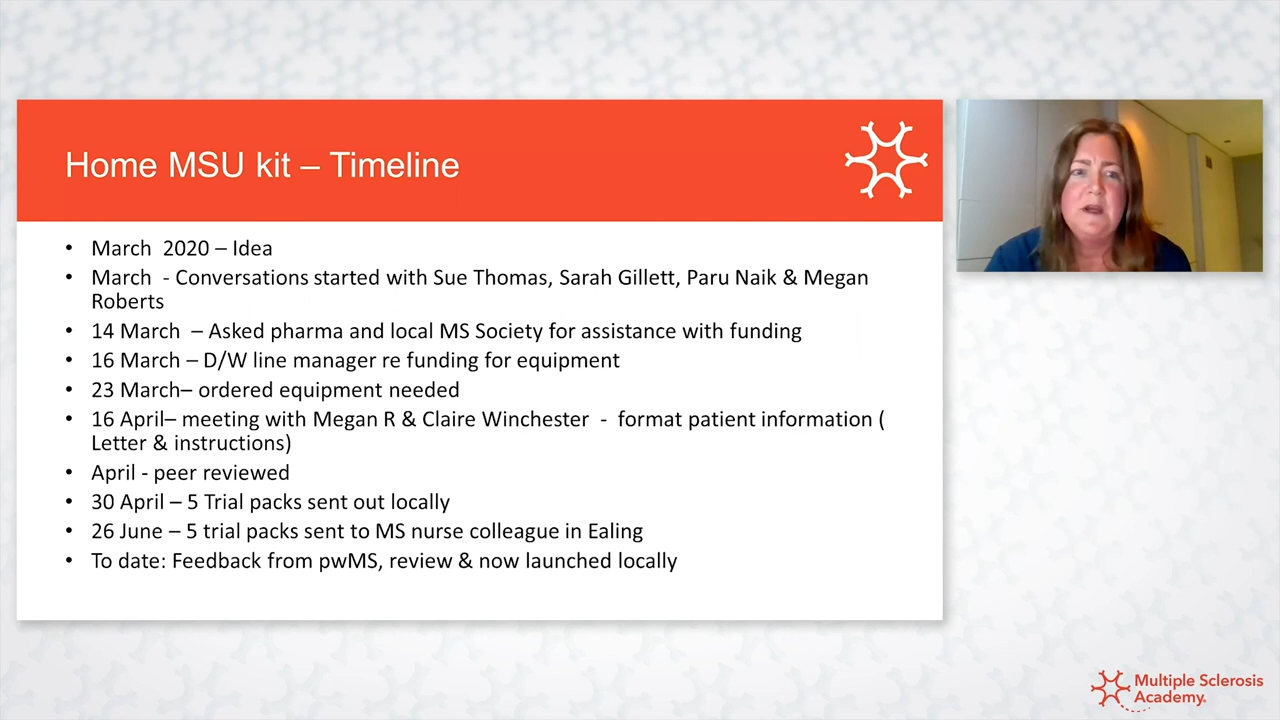 Home MSU kit – Timeline
• March 2020 – Idea
• March - Conversations started with Sue Thomas, Sarah Gillett, Paru Naik & Megan
Roberts
• 14 March – Asked pharma and local MS Society for assistance with funding
• 16 March – D/W line manager re funding for equipment
• 23 March– ordered equipment needed
• 16 April– meeting with Megan R & Claire Winchester - format patient information (
Letter & instructions)
• April - peer reviewed
• 30 April – 5 Trial packs sent out locally
• 26 June – 5 trial packs sent to MS nurse colleague in Ealing
• To date: Feedback from pwMS, review & now launched locally
Multiple Sclerosis
Academy.